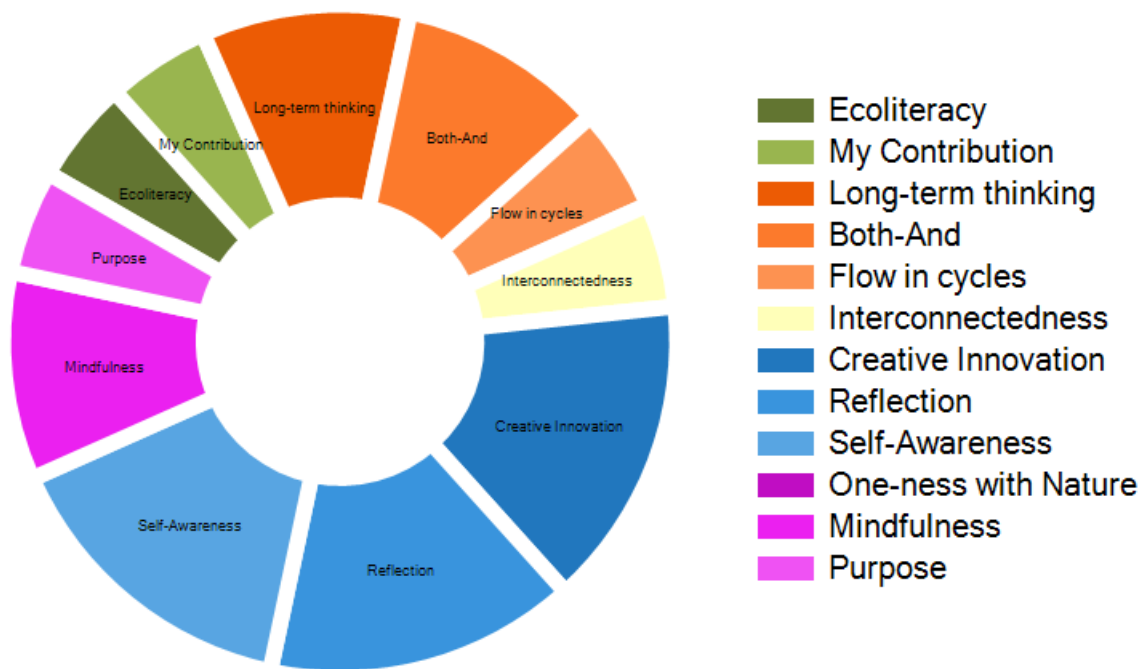 Long-term thinking
Both-And
My Contribution
Ecoliteracy
Flow in cycles
Purpose
Interconnectedness
Mindfulness
Creative Innovation
Self-Awareness
Reflection
Ecoliteracy
My Contribution
Long-term thinking
Both-And
Flow in cycles
Interconnectedness
Creative Innovation
Reflection
Self-Awareness
One-ness with Nature
Mindfulness
Purpose